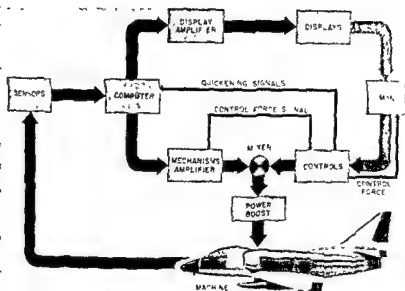 DISPLAY
AMPLIFIER
DISPLAYS
SENSORS
COMPUTER
QUICKENING SIGNALS
MAN
CONTROL FORCE
MIXER
MECHANISMS
AMPLIFIER
CONTROLS
CONTROL
FORCE
POWER
BOOST
MACHINE